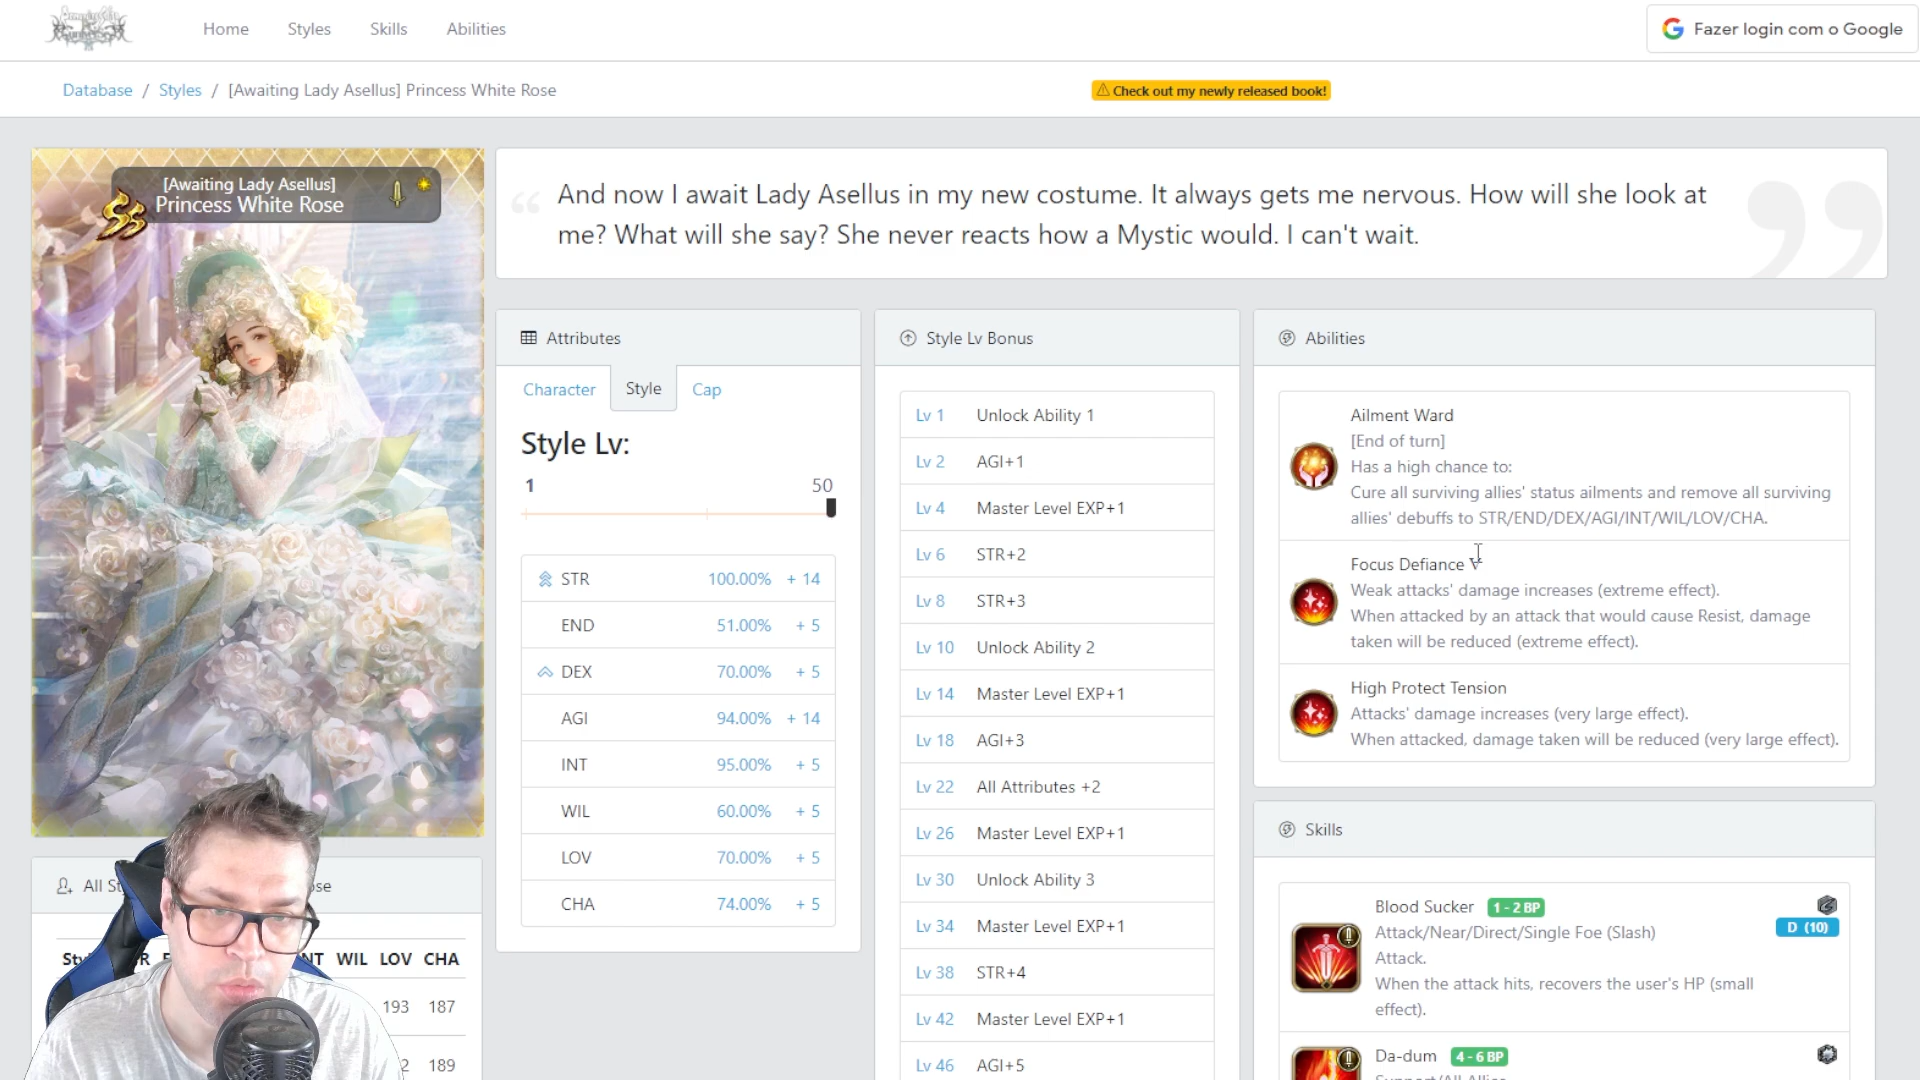 Home
Styles
Skills
Abilities
Fazer login com o Google
Database / Styles / [Awaiting Lady Asellus] Princess White Rose
⚠ Check out my newly released book!
[Awaiting Lady Asellus]
Princess White Rose
SS
And now I await Lady Asellus in my new costume. It always gets me nervous. How will she look at
me? What will she say? She never reacts how a Mystic would. I can't wait.
Attributes
Character
Style
Cap
Style Lv:
1
50
STR 100.00% + 14
END 51.00% + 5
DEX 70.00% + 5
AGI 94.00% + 14
INT 95.00% + 5
WIL 60.00% + 5
LOV 70.00% + 5
CHA 74.00% + 5
Style Lv Bonus
Lv 1 Unlock Ability 1
Lv 2 AGI+1
Lv 4 Master Level EXP+1
Lv 6 STR+2
Lv 8 STR+3
Lv 10 Unlock Ability 2
Lv 14 Master Level EXP+1
Lv 18 AGI+3
Lv 22 All Attributes +2
Lv 26 Master Level EXP+1
Lv 30 Unlock Ability 3
Lv 34 Master Level EXP+1
Lv 38 STR+4
Lv 42 Master Level EXP+1
Lv 46 AGI+5
Abilities
Ailment Ward
[End of turn]
Has a high chance to:
Cure all surviving allies' status ailments and remove all surviving
allies' debuffs to STR/END/DEX/AGI/INT/WIL/LOV/CHA.
Focus Defiance V
Weak attacks' damage increases (extreme effect).
When attacked by an attack that would cause Resist, damage
taken will be reduced (extreme effect).
High Protect Tension
Attacks' damage increases (very large effect).
When attacked, damage taken will be reduced (very large effect).
Skills
Blood Sucker 1 - 2 BP
D (10)
Attack/Near/Direct/Single Foe (Slash)
Attack.
When the attack hits, recovers the user's HP (small
effect).
Da-dum 4 - 6 BP
All
WIL LOV CHA
193 187
189